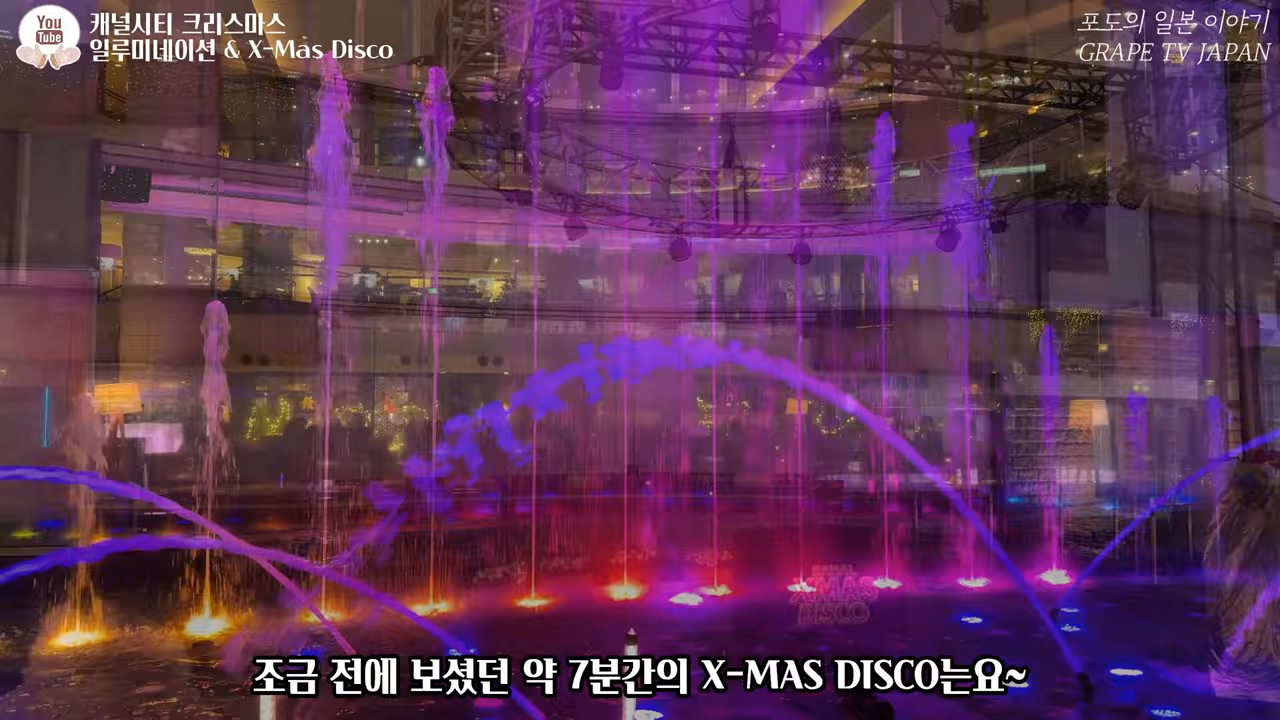 You
Tube
캐널시티 크리스마스
일루미네이션 & X-Mas Disco
포도의 일본 이야기
GRAPE TV JAPAN
X-MAS
DISCO
조금 전에 보셨던 약 7분간의 X-MAS DISCO는요~